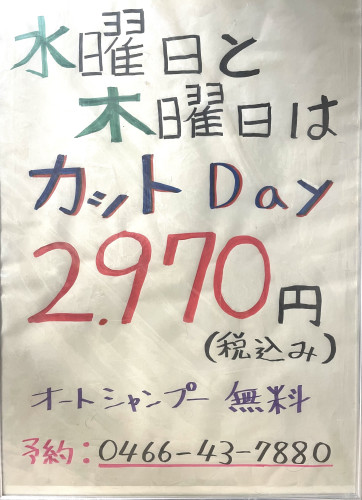 水曜日と
木曜日は
カットDay
2.970円
(税込み)
オートシャンプー 無料
予約:0466-43-7880